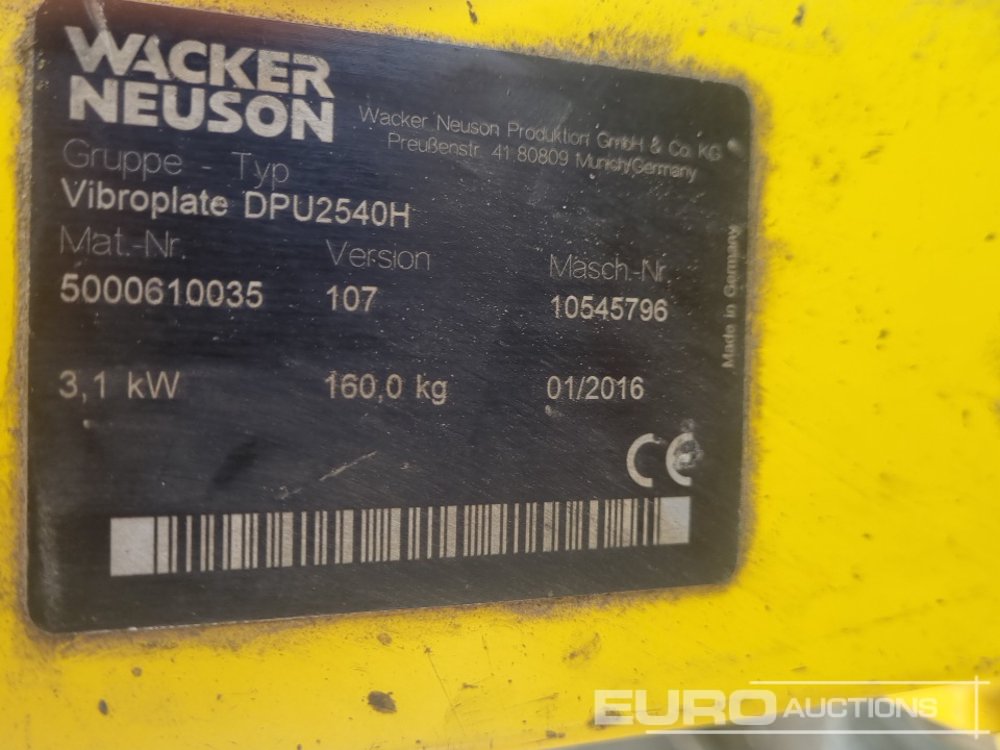 WACKER
NEUSON
Wacker Neuson Produktion GmbH & Co. KG
Preußenstr. 41 80809 Munich/Germany
Gruppe - Typ
Vibroplate DPU2540H
Mat.-Nr. Version Masch.-Nr.
5000610035 107 10545796
3,1 kW 160,0 kg 01/2016
Made in Germany
CE
EURO AUCTIONS